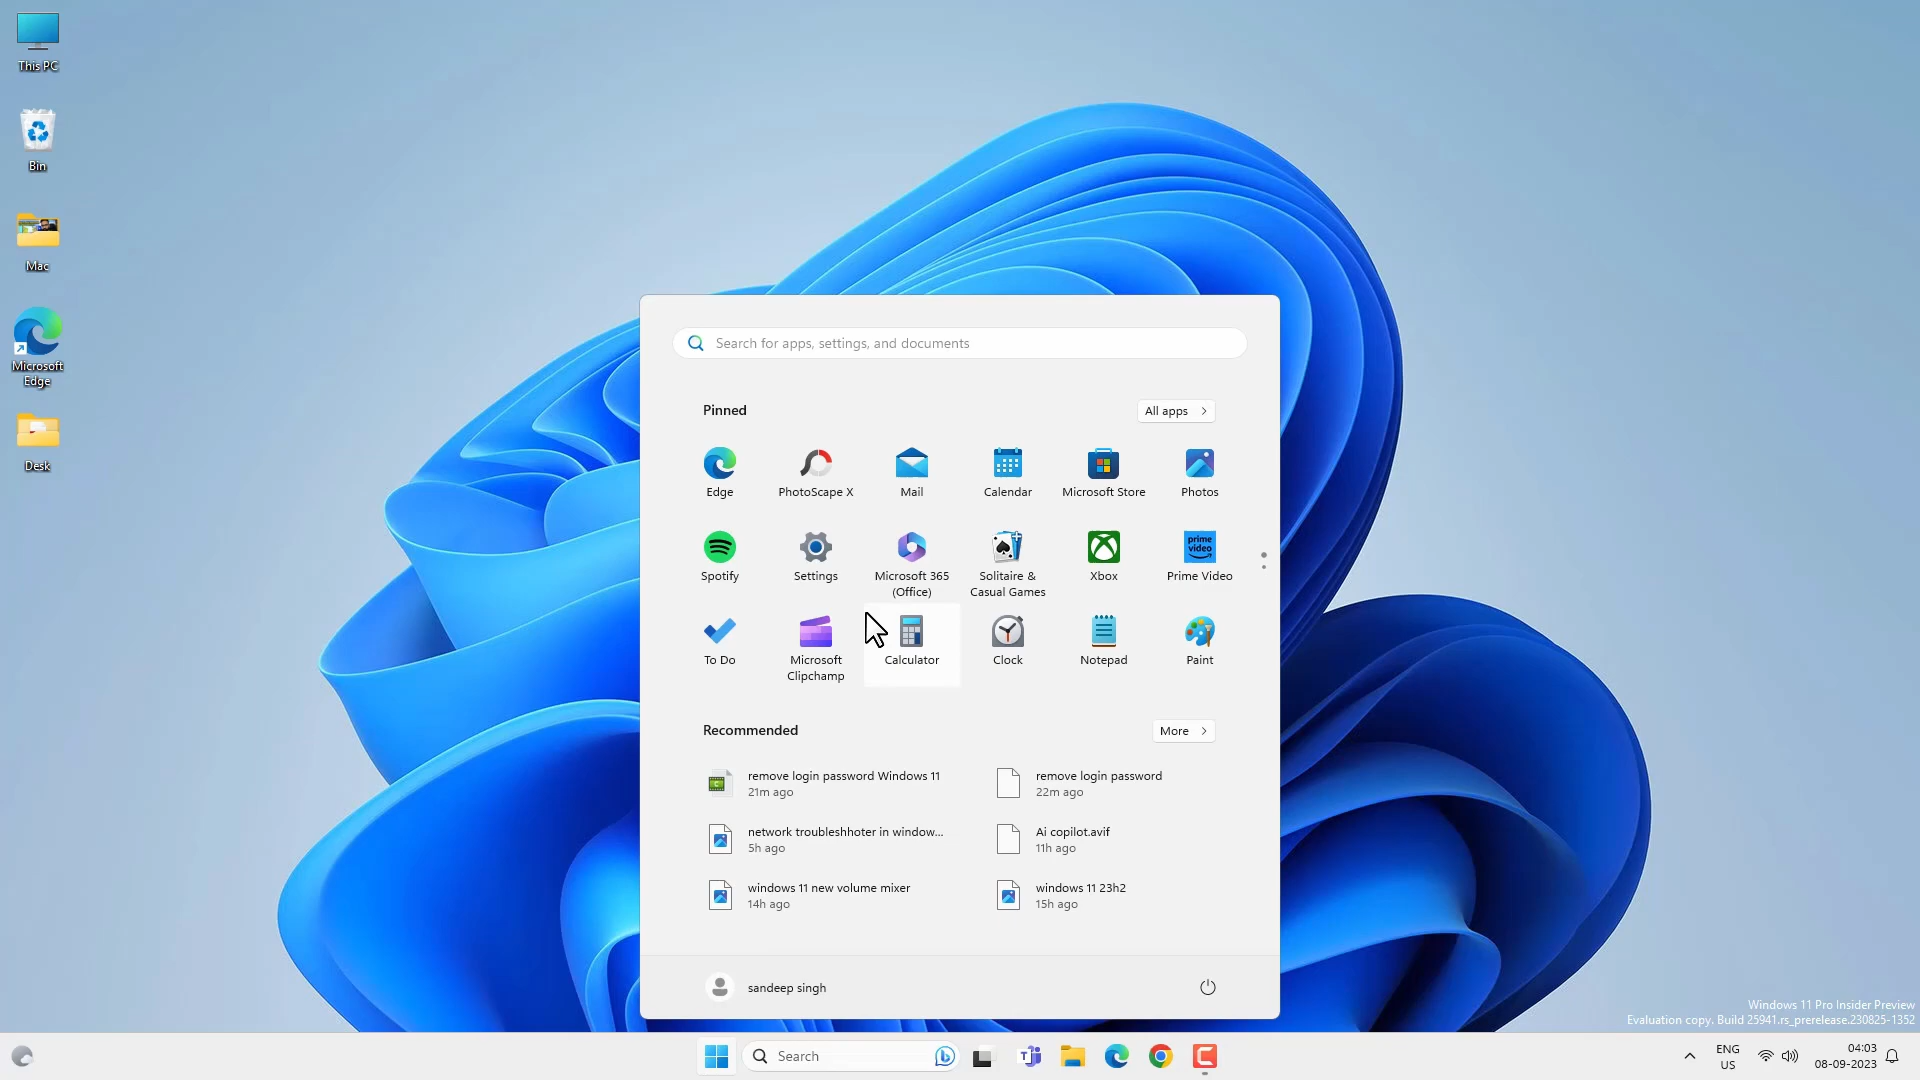 This PC
Bin
Mac
Microsoft
Edge
Desk
Search for apps, settings, and documents
Pinned
All apps
Edge
PhotoScape X
Mail
Calendar
Microsoft Store
Photos
prime
video
Spotify
Settings
Microsoft 365
(Office)
Solitaire &
Casual Games
Xbox
Prime Video
To Do
Microsoft
Clipchamp
Calculator
Clock
Notepad
Paint
Recommended
More
remove login password Windows 11
21m ago
remove login password
22m ago
network troubleshhoter in window...
5h ago
Ai copilot.avif
11h ago
windows 11 new volume mixer
14h ago
windows 11 23h2
15h ago
sandeep singh
Windows 11 Pro Insider Preview
Evaluation copy. Build 25941.rs_prerelease.230825-1352
Search
ENG
US
04:03
08-09-2023